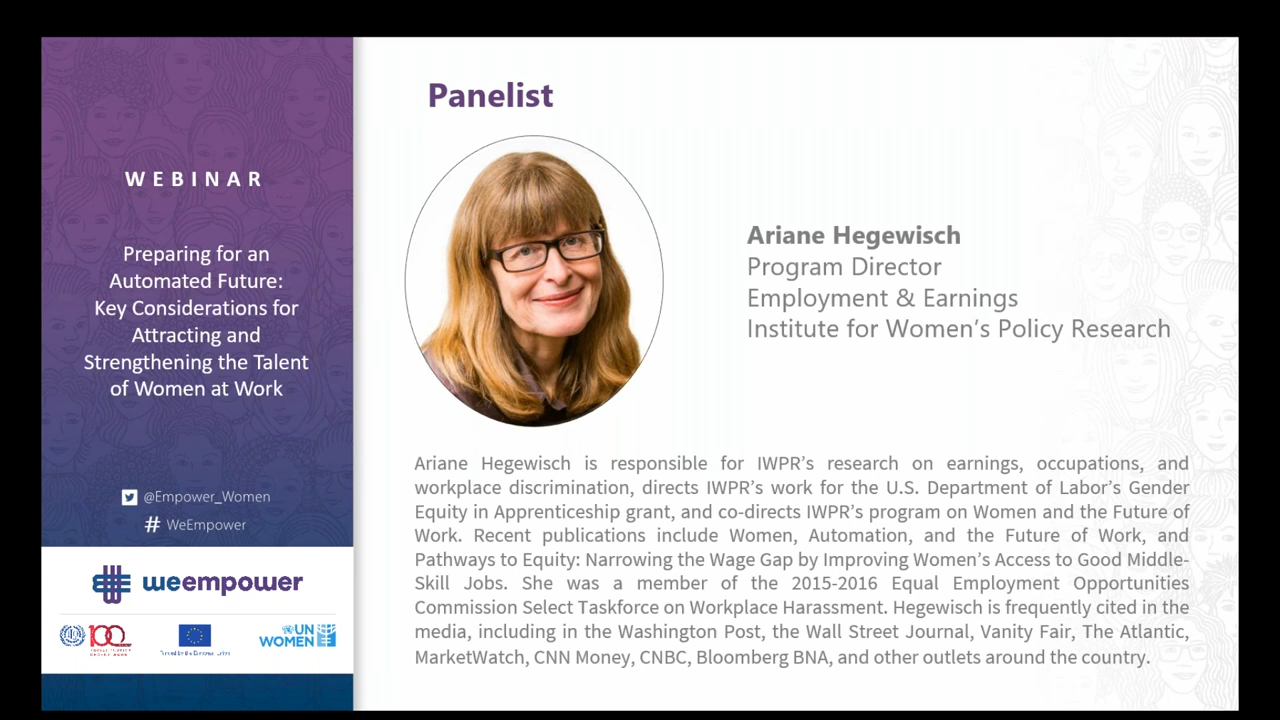 WEBINAR
Preparing for an
Automated Future:
Key Considerations for
Attracting and
Strengthening the Talent
of Women at Work
@Empower_Women
# WeEmpower
weempower
100
UN
WOMEN
Panelist
Ariane Hegewisch
Program Director
Employment & Earnings
Institute for Women's Policy Research
Ariane Hegewisch is responsible for IWPR's research on earnings, occupations, and
workplace discrimination, directs IWPR's work for the U.S. Department of Labor's Gender
Equity in Apprenticeship grant, and co-directs IWPR's program on Women and the Future of
Work. Recent publications include Women, Automation, and the Future of Work, and
Pathways to Equity: Narrowing the Wage Gap by Improving Women's Access to Good Middle-
Skill Jobs. She was a member of the 2015-2016 Equal Employment Opportunities
Commission Select Taskforce on Workplace Harassment. Hegewisch is frequently cited in the
media, including in the Washington Post, the Wall Street Journal, Vanity Fair, The Atlantic,
MarketWatch, CNN Money, CNBC, Bloomberg BNA, and other outlets around the country.